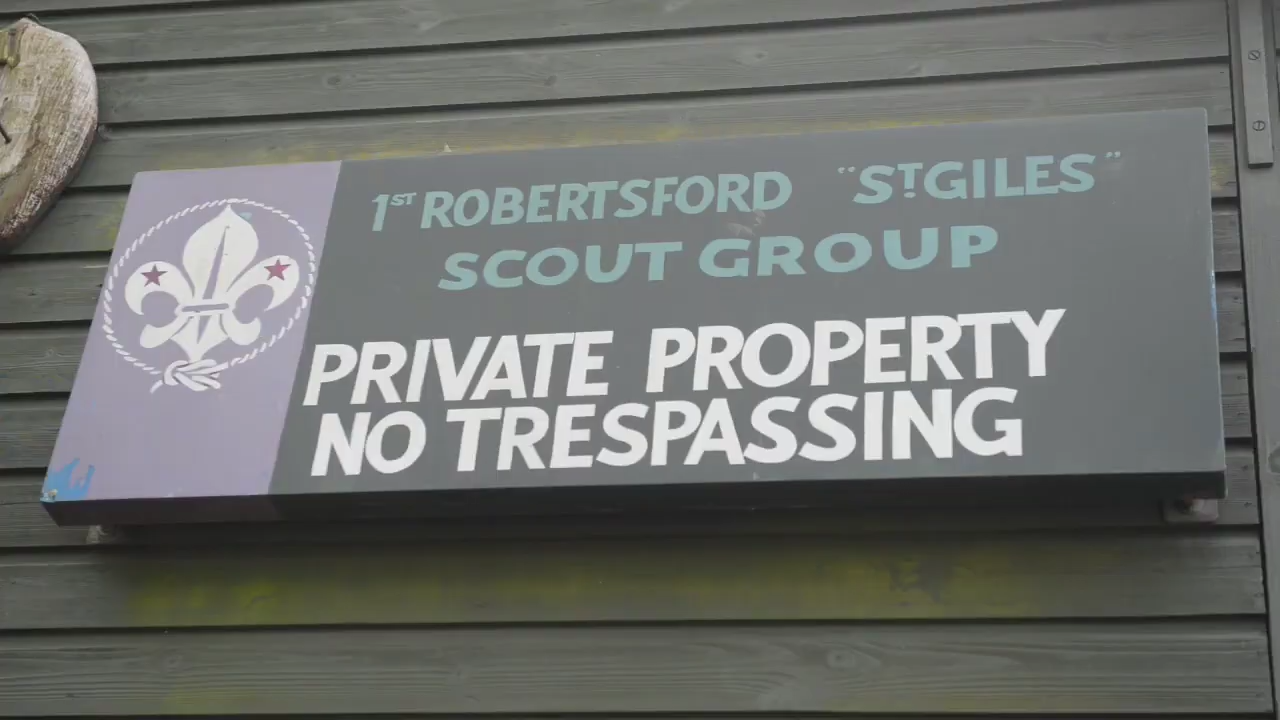 1ST ROBERTSFORD "ST GILES"
SCOUT GROUP
PRIVATE PROPERTY
NO TRESPASSING